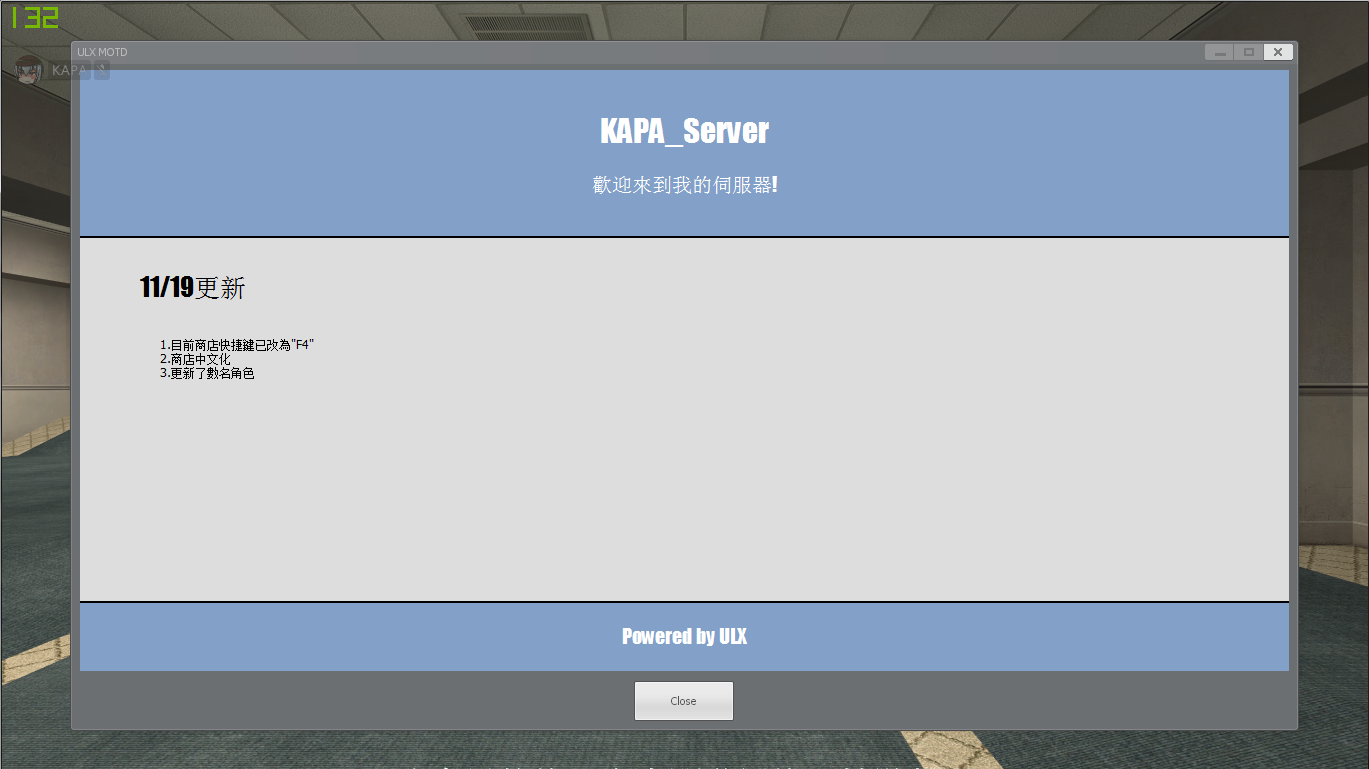 132
ULX MOTD
KAPA
KAPA_Server
歡迎來到我的伺服器!
11/19更新
1.目前商店快捷鍵已改為"F4"
2.商店中文化
3.更新了數名角色
Powered by ULX
Close